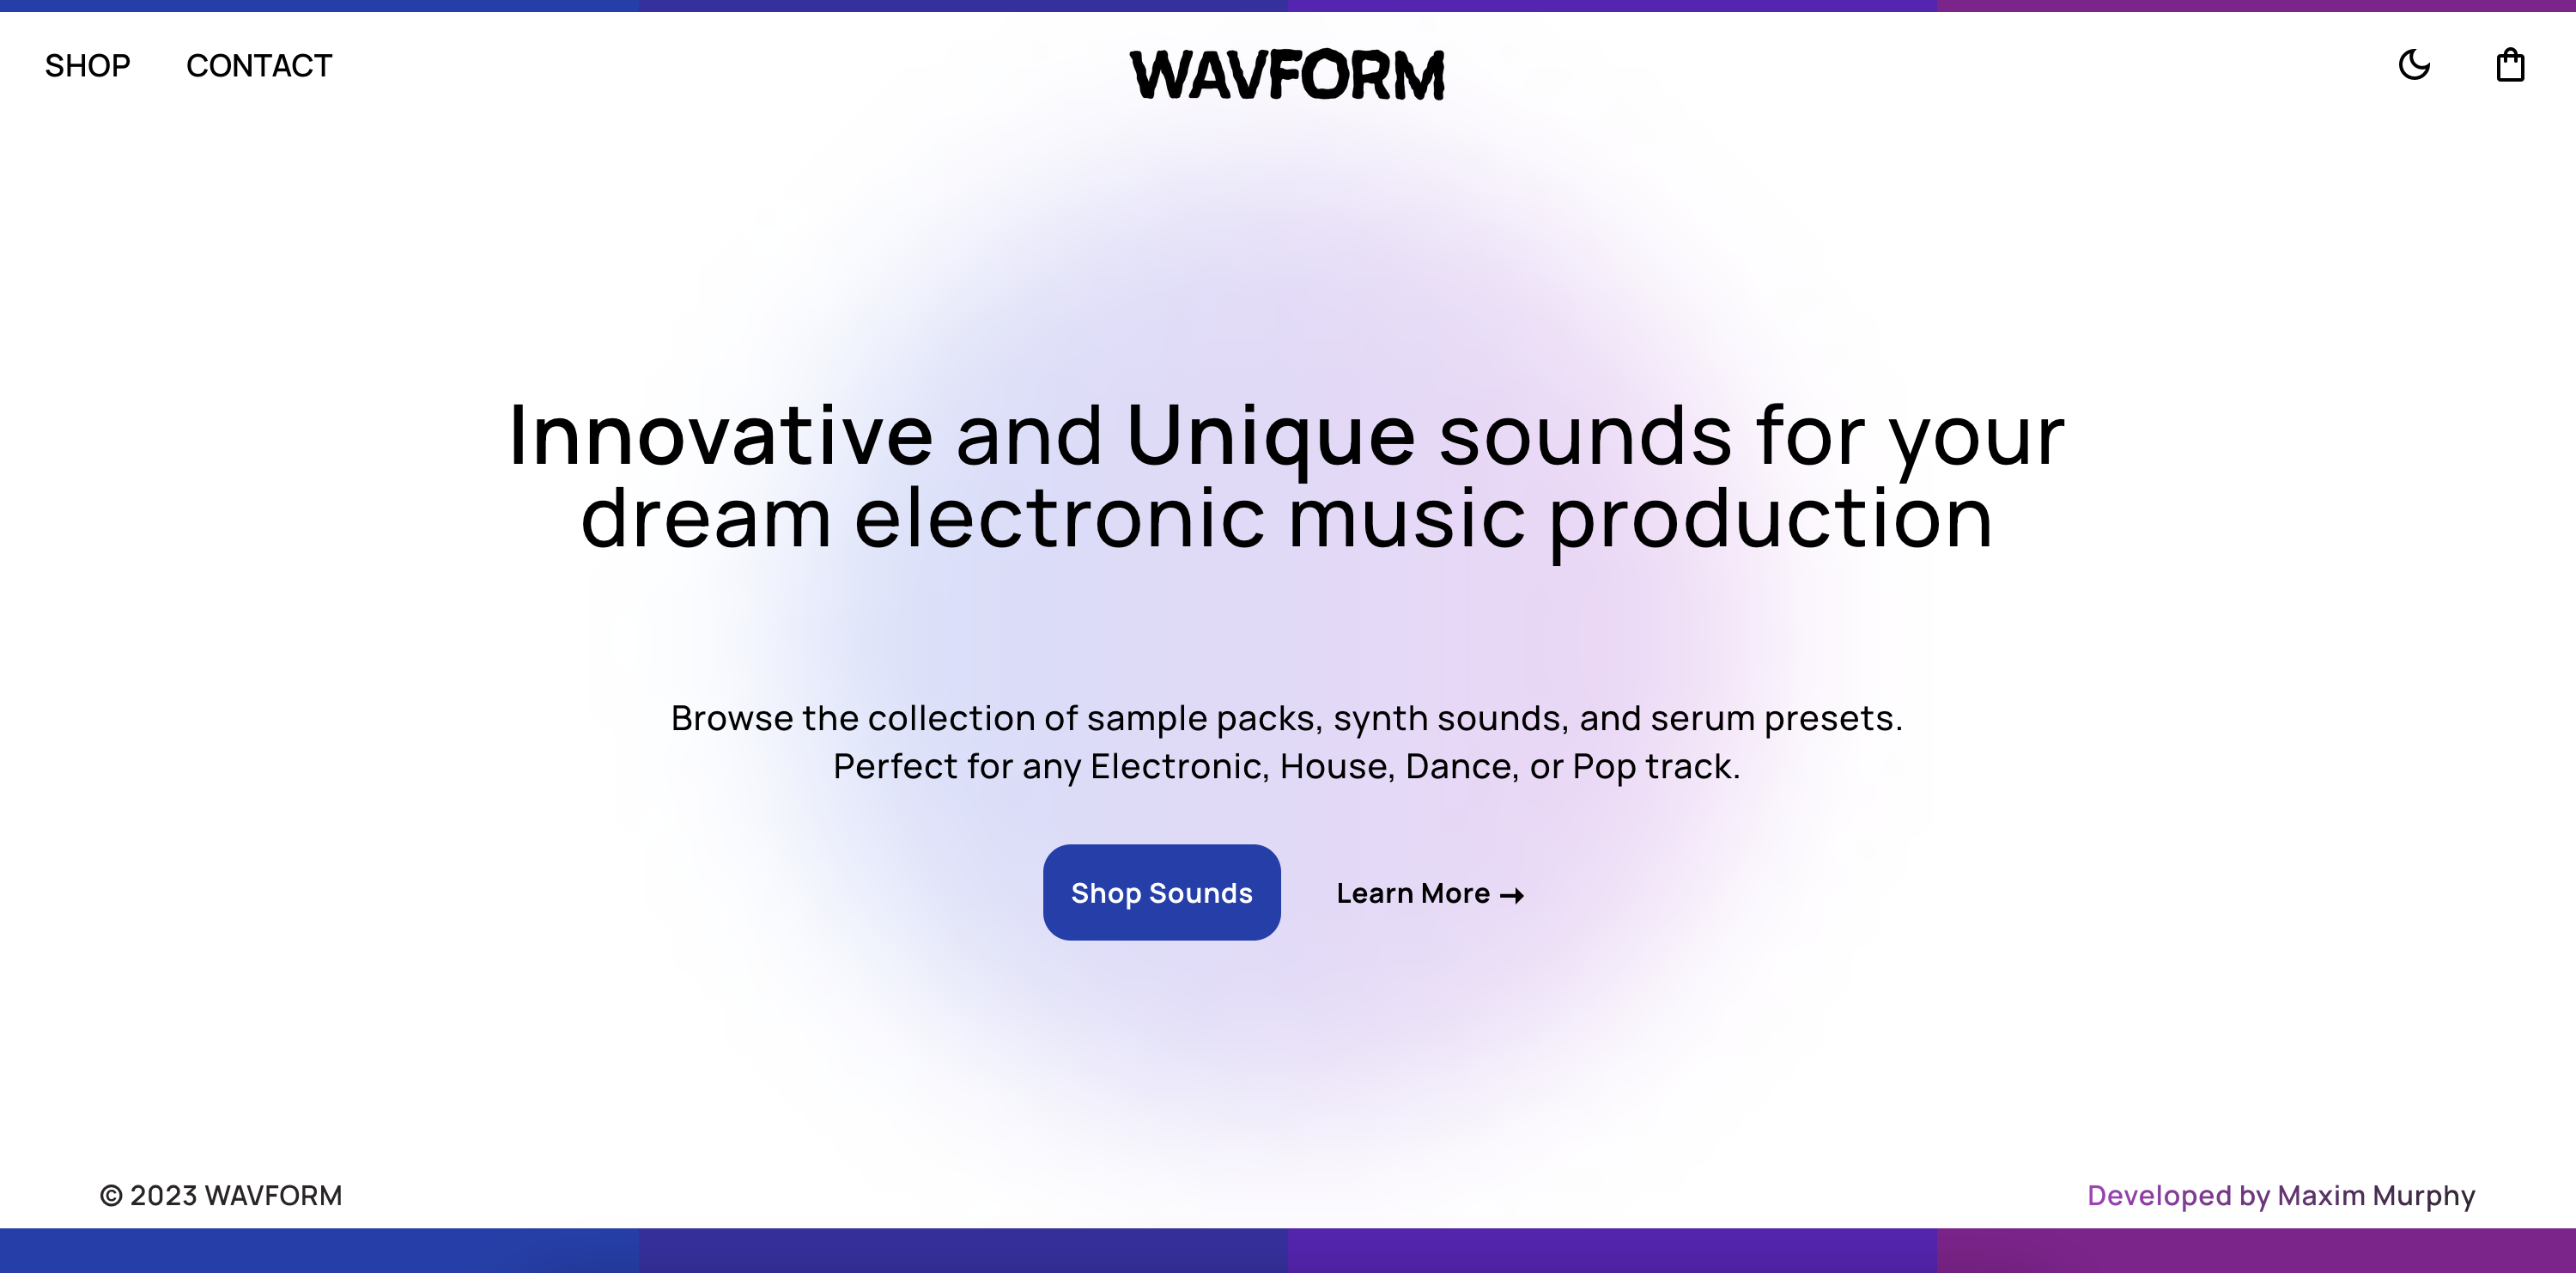 SHOP CONTACT WAVFORM
Innovative and Unique sounds for your
dream electronic music production
Browse the collection of sample packs, synth sounds, and serum presets.
Perfect for any Electronic, House, Dance, or Pop track.
Shop Sounds Learn More →
© 2023 WAVFORM Developed by Maxim Murphy